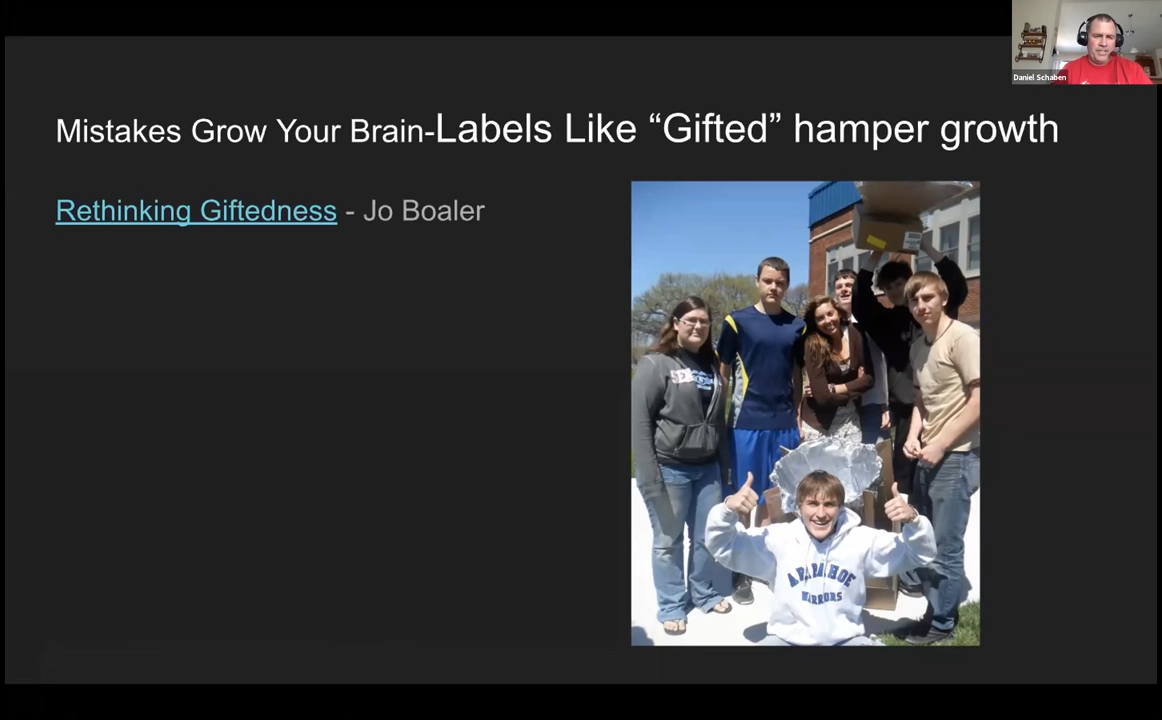 Daniel Schaben
Mistakes Grow Your Brain-Labels Like “Gifted” hamper growth
Rethinking Giftedness - Jo Boaler
ARAPAHOE
WARRIORS